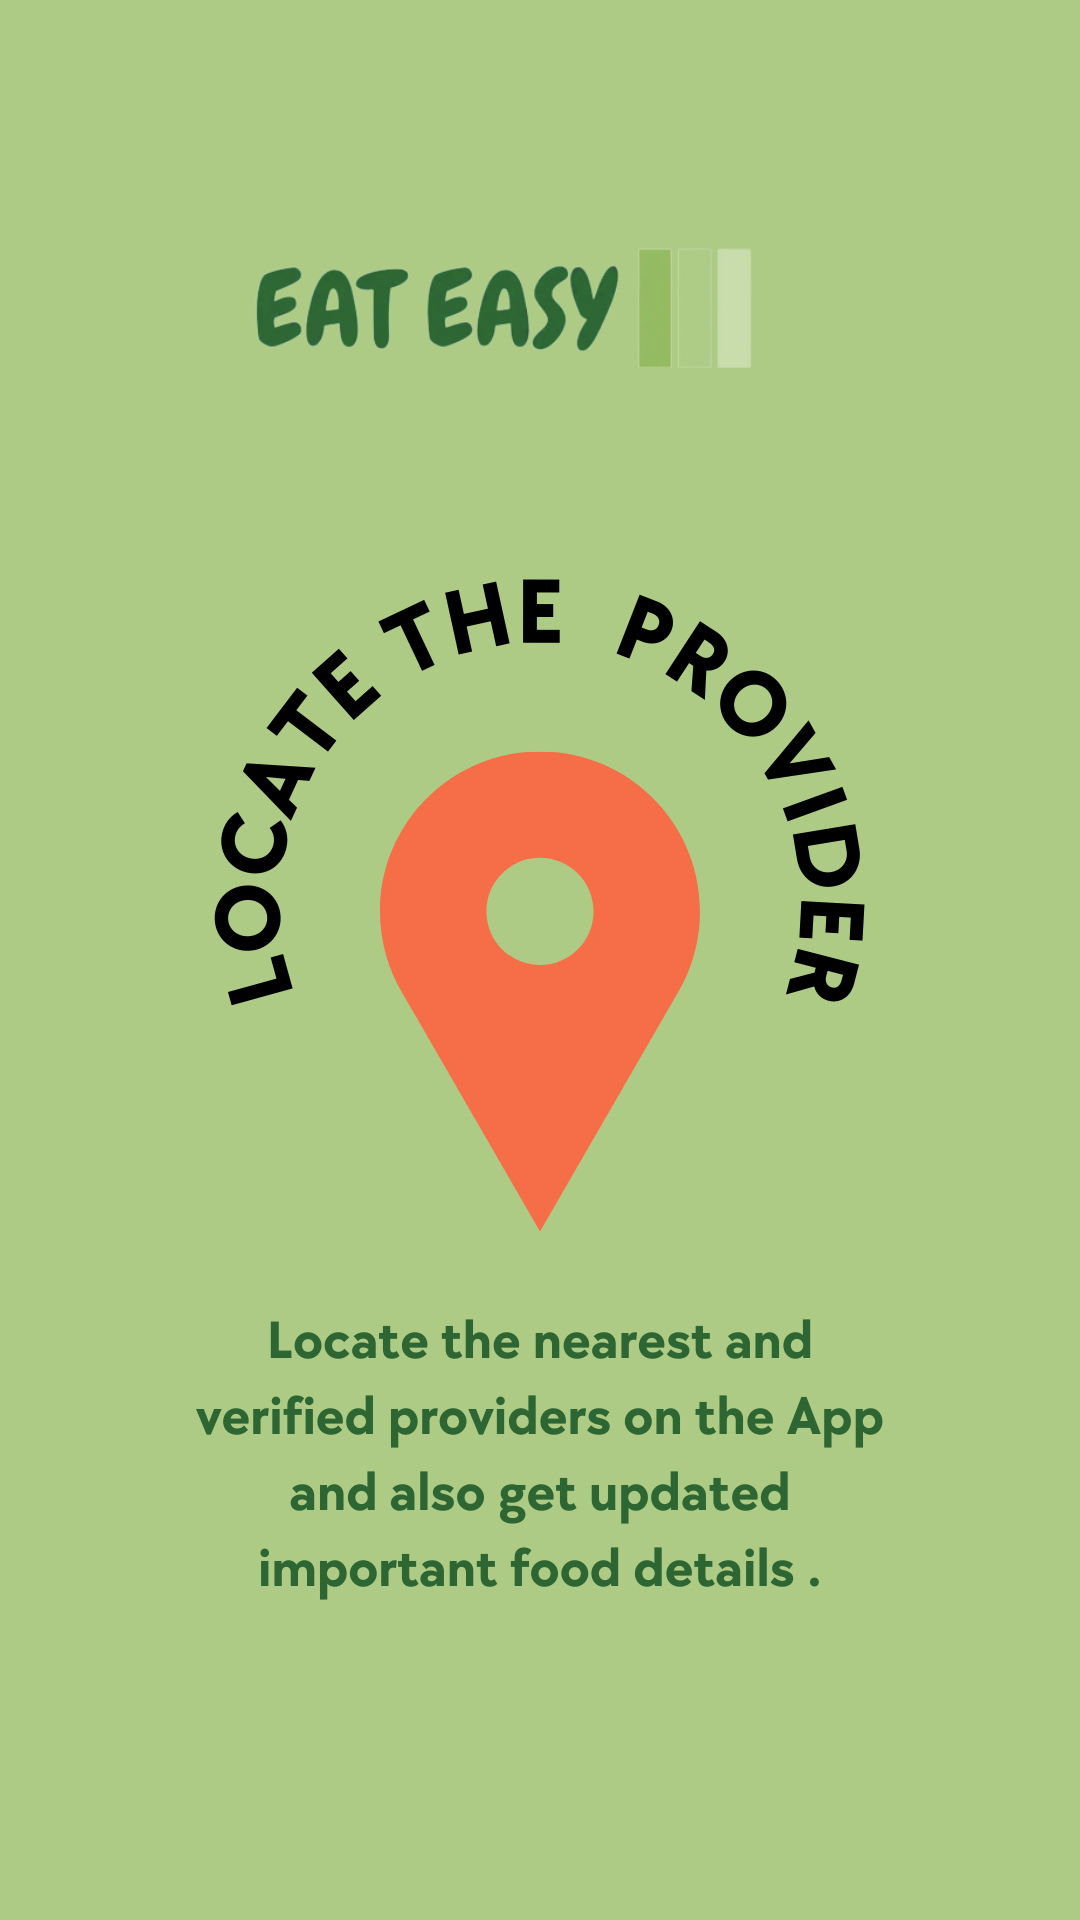 EAT EASY
LOCATE THE PROVIDER
Locate the nearest and
verified providers on the App
and also get updated
important food details .